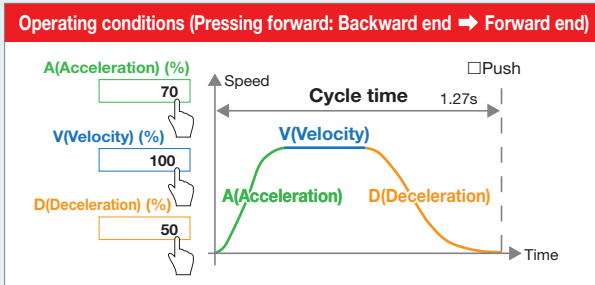 Operating conditions (Pressing forward: Backward end ➡ Forward end)
A(Acceleration) (%)
70
V(Velocity) (%)
100
D(Deceleration) (%)
50
Speed
□Push
Cycle time
1.27s
V(Velocity)
A(Acceleration)
D(Deceleration)
Time